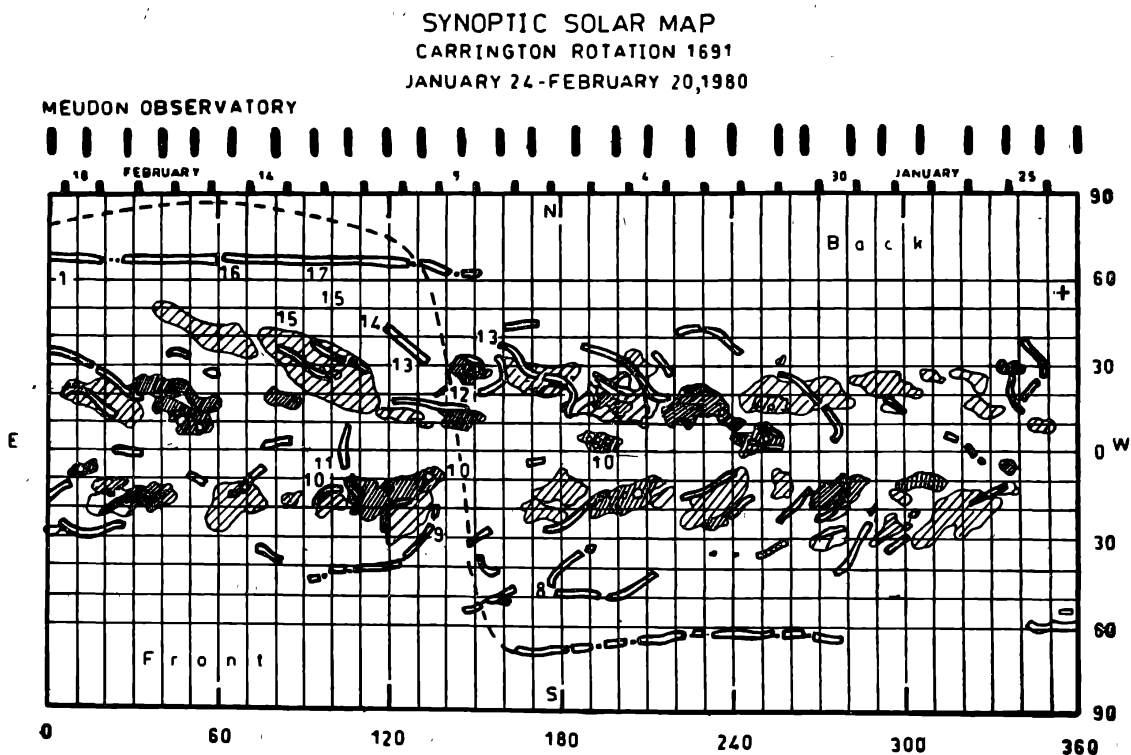 SYNOPTIC SOLAR MAP
CARRINGTON ROTATION 1691
JANUARY 24-FEBRUARY 20,1980
MEUDON OBSERVATORY
18 FEBRUARY 14 9 4 30 JANUARY 25
90
N
Back
1 16 17 60
+
15
15 14 13
13 30
12
E 0 W
11 10 10 10
9 30
8
60
Front
S
90
0 60 120 180 240 300 360